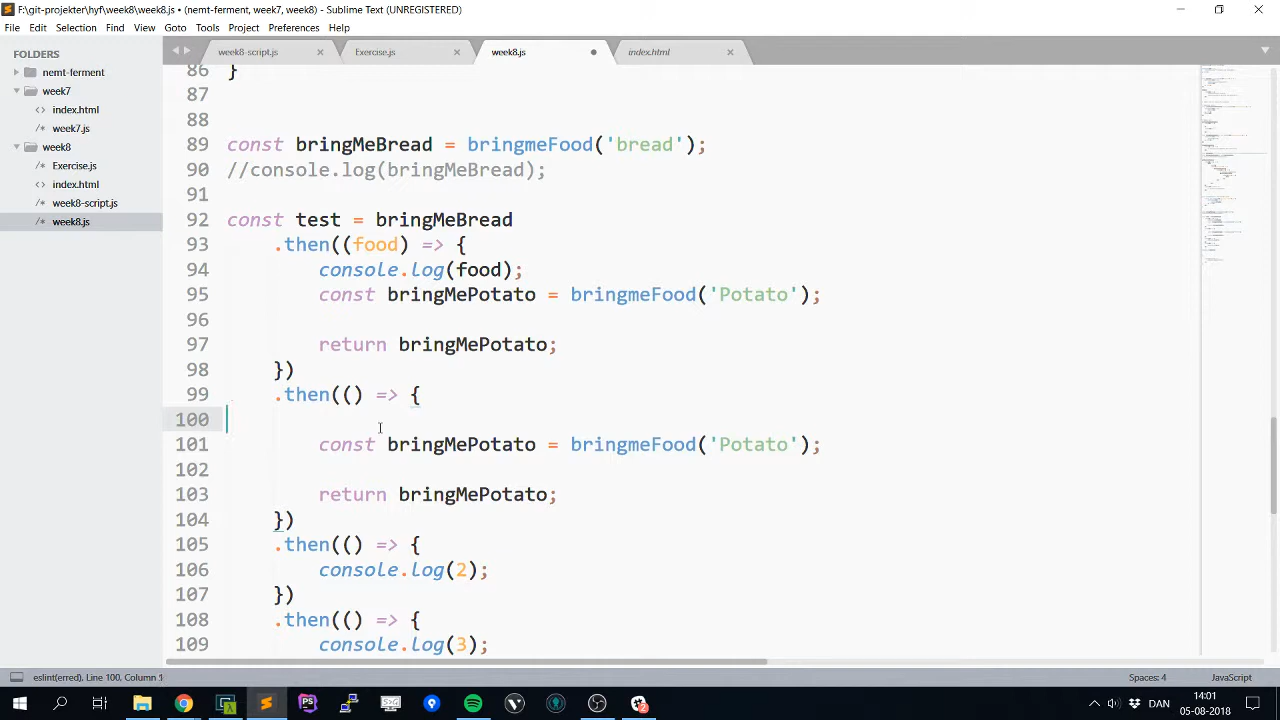 F:\git-projekter\hyf\week8\week8.js (nemt-ferment, week7, week8) - Sublime Text (UNREGISTERED)
File Edit Selection Find View Goto Tools Project Preferences Help
FOLDERS
nemt-ferment
week7
index.html
week7.js
week8
Exercise.js
index.html
week8-script.js
week8.js
week8-script.js Exercise.js week8.js index.html
86 }
87
88
89 const bringMeBread = bringmeFood('bread');
90 //console.log(bringMeBread);
91
92 const test = bringMeBread
93 .then((food) => {
94 console.log(food);
95 const bringMePotato = bringmeFood('Potato');
96
97 return bringMePotato;
98 })
99 .then(() => {
100
101 const bringMePotato = bringmeFood('Potato');
102
103 return bringMePotato;
104 })
105 .then(() => {
106 console.log(2);
107 })
108 .then(() => {
109 console.log(3);
Line 100, Column 5
Spaces: 4 JavaScript
DAN
14:01
05-08-2018